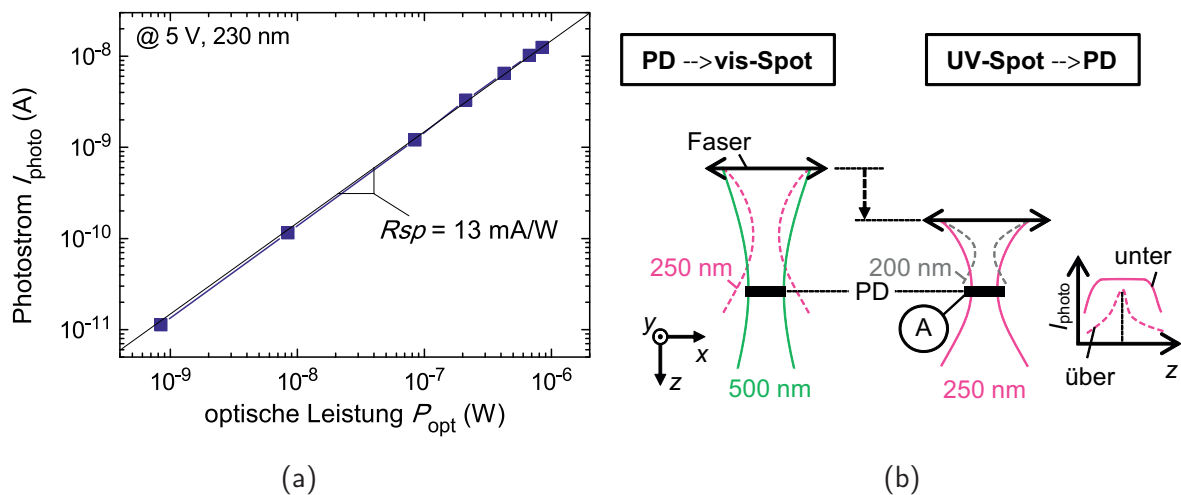 @ 5 V, 230 nm
10⁻⁸
10⁻⁹
10⁻¹⁰
10⁻¹¹
Photostrom I_photo (A)
Rsp = 13 mA/W
10⁻⁹ 10⁻⁸ 10⁻⁷ 10⁻⁶
optische Leistung P_opt (W)
(a)
PD -->vis-Spot
UV-Spot -->PD
Faser
250 nm
200 nm
PD
A
y
x
z
500 nm
250 nm
I_photo
unter
über
z
(b)